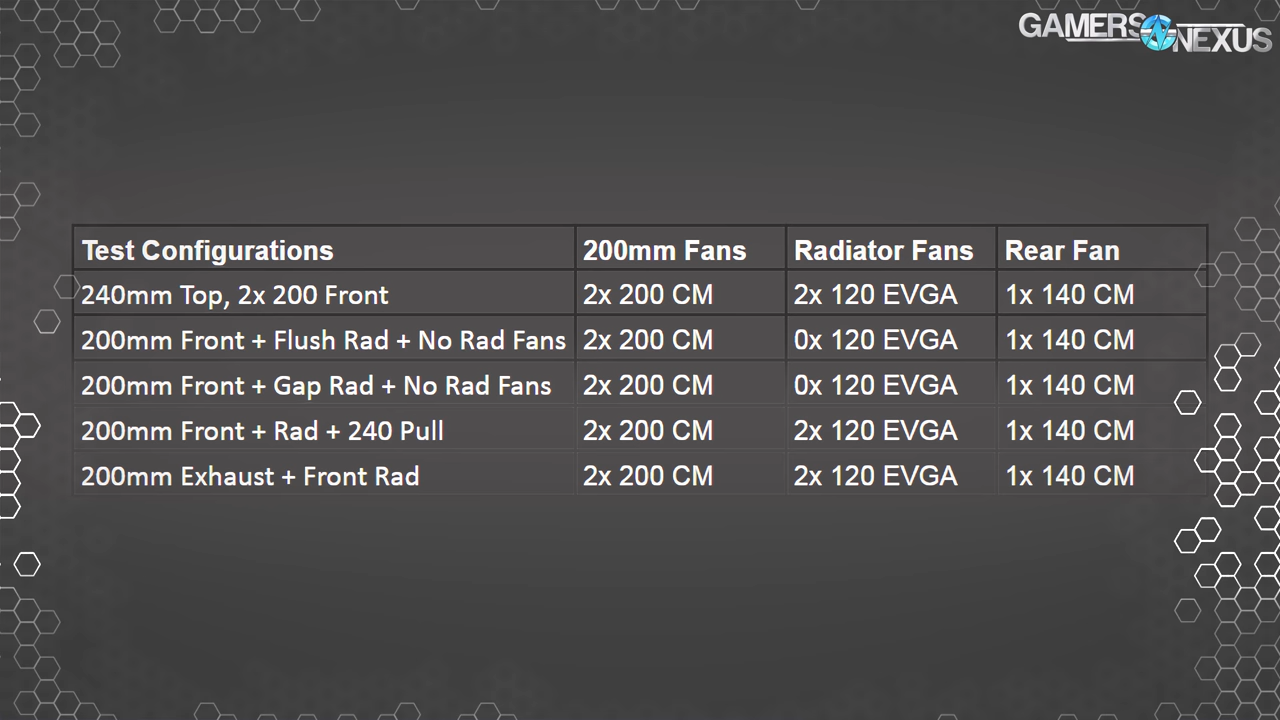 GAMERS NEXUS
Test Configurations 200mm Fans Radiator Fans Rear Fan
240mm Top, 2x 200 Front 2x 200 CM 2x 120 EVGA 1x 140 CM
200mm Front + Flush Rad + No Rad Fans 2x 200 CM 0x 120 EVGA 1x 140 CM
200mm Front + Gap Rad + No Rad Fans 2x 200 CM 0x 120 EVGA 1x 140 CM
200mm Front + Rad + 240 Pull 2x 200 CM 2x 120 EVGA 1x 140 CM
200mm Exhaust + Front Rad 2x 200 CM 2x 120 EVGA 1x 140 CM